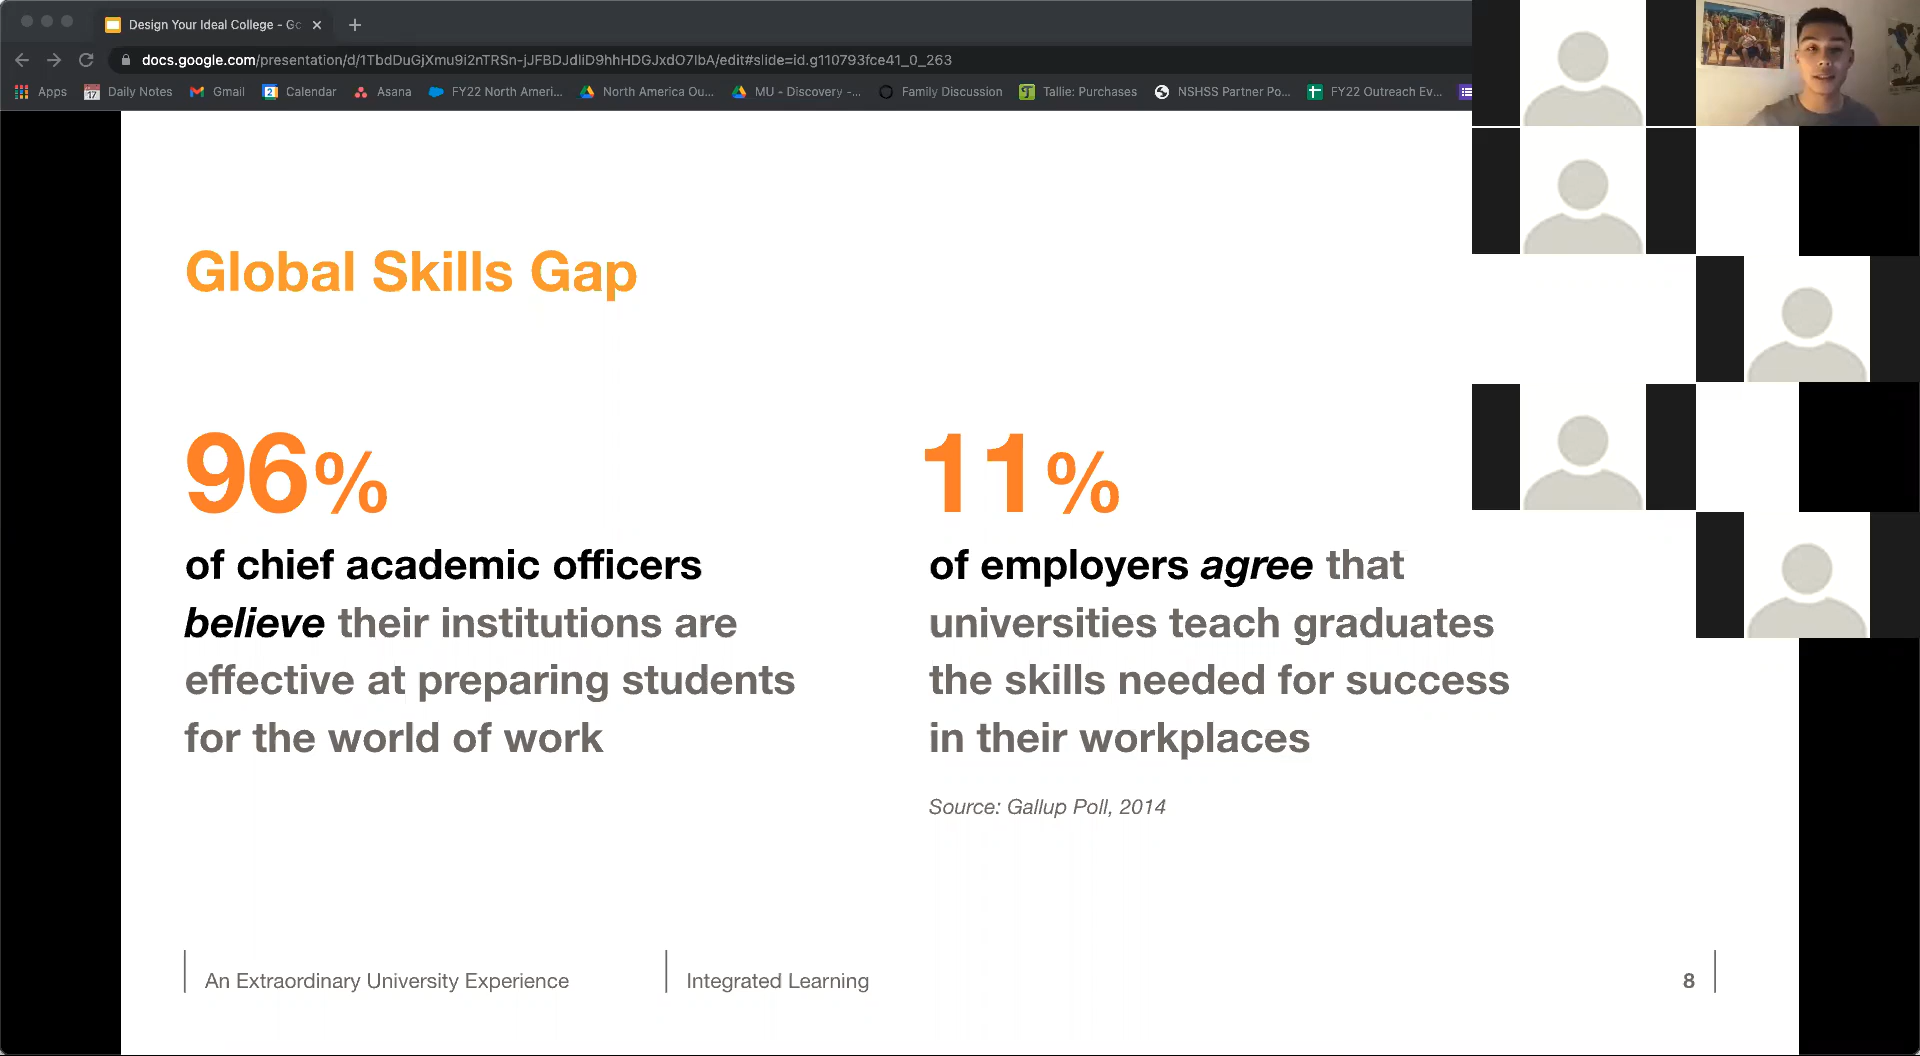 Design Your Ideal College - Go
docs.google.com/presentation/d/1TbdDuGjXmu9i2nTRSn-jJFBDJdliD9hhHDGJxdO7lbA/edit#slide=id.g110793fce41_0_263
Apps Daily Notes Gmail Calendar Asana FY22 North Ameri... North America Ou... MU - Discovery -... Family Discussion Tallie: Purchases NSHSS Partner Po... FY22 Outreach Ev...
Global Skills Gap
96%
of chief academic officers
believe their institutions are
effective at preparing students
for the world of work
11%
of employers agree that
universities teach graduates
the skills needed for success
in their workplaces
Source: Gallup Poll, 2014
An Extraordinary University Experience
Integrated Learning
8